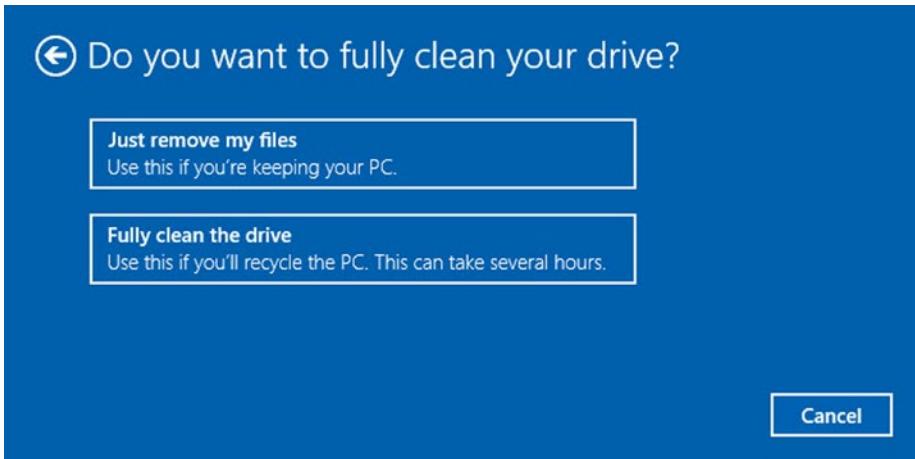 Do you want to fully clean your drive?
Just remove my files
Use this if you're keeping your PC.
Fully clean the drive
Use this if you'll recycle the PC. This can take several hours.
Cancel